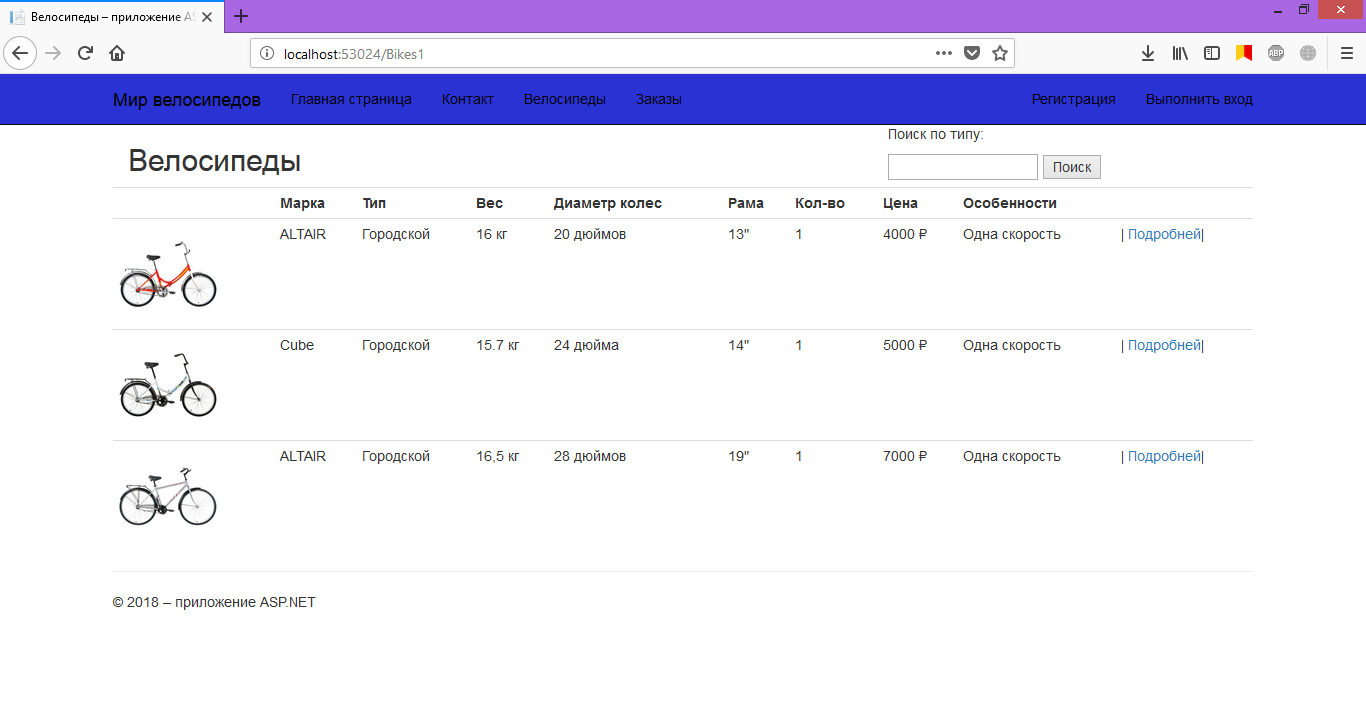 Велосипеды – приложение AS
localhost:53024/Bikes1
ABP
Мир велосипедов Главная страница Контакт Велосипеды Заказы Регистрация Выполнить вход
Поиск по типу:
Велосипеды
Поиск
Марка Тип Вес Диаметр колес Рама Кол-во Цена Особенности
ALTAIR Городской 16 кг 20 дюймов 13" 1 4000 ₽ Одна скорость | Подробней|
Cube Городской 15.7 кг 24 дюйма 14" 1 5000 ₽ Одна скорость | Подробней|
ALTAIR Городской 16,5 кг 28 дюймов 19" 1 7000 ₽ Одна скорость | Подробней|
© 2018 – приложение ASP.NET